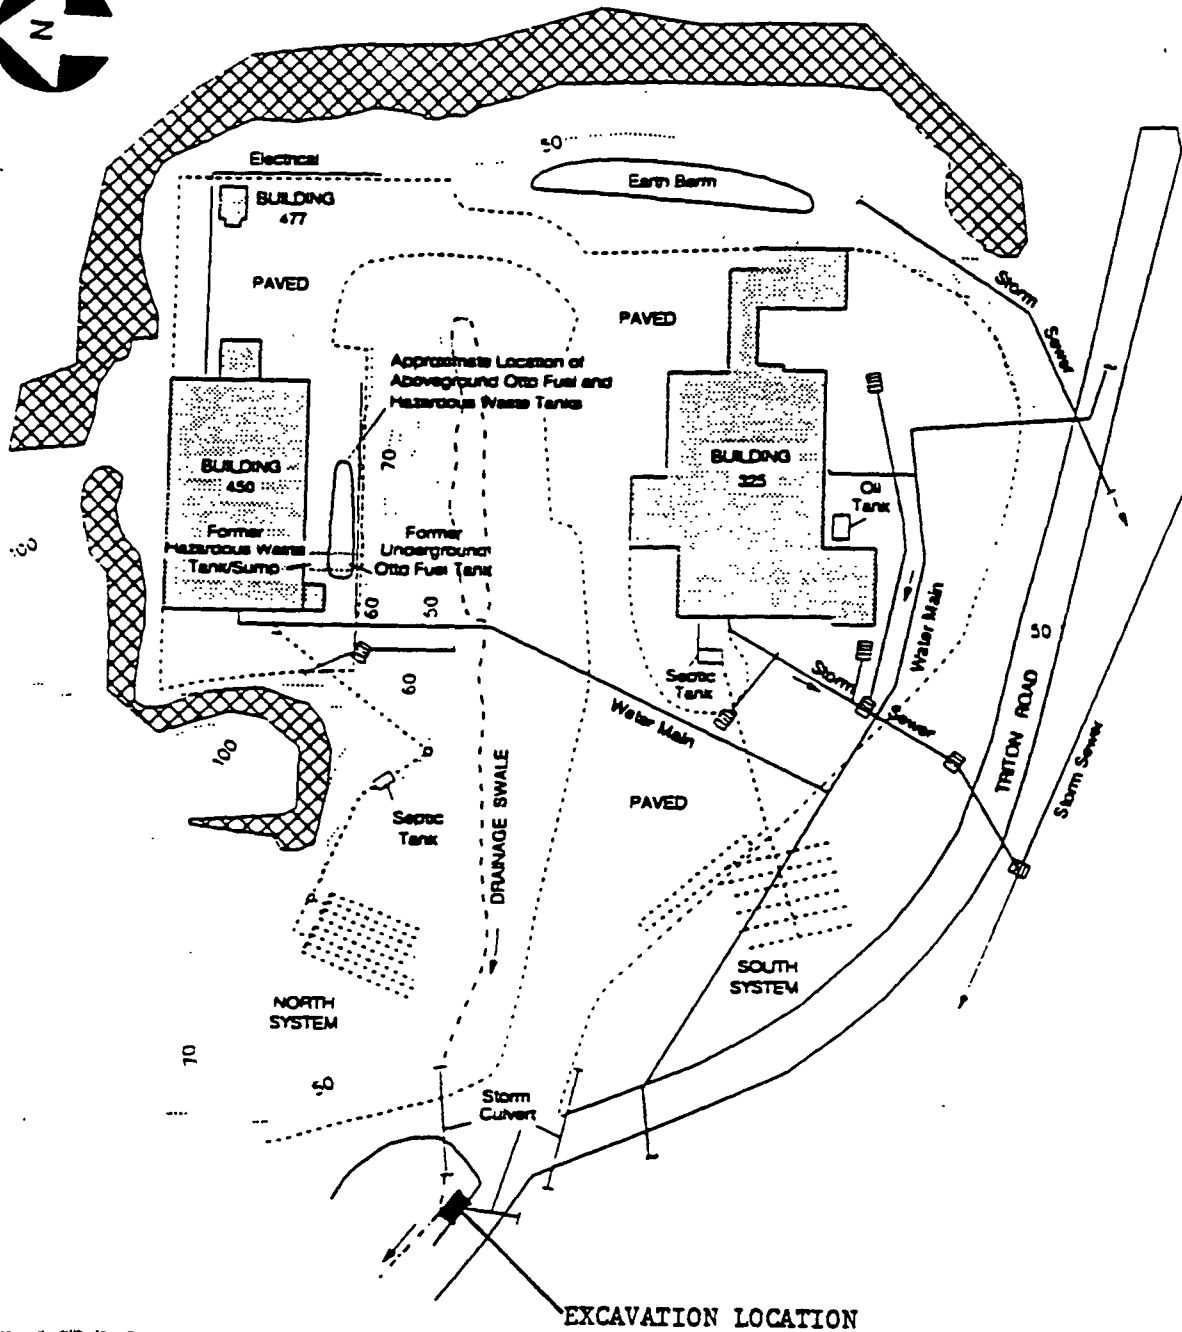 N
50
Electrical
Earth Berm
BUILDING
477
PAVED
Storm
Sewer
PAVED
Approximate Location of
Aboveground Otto Fuel and
Hazardous Waste Tanks
70
BUILDING
450
BUILDING
325
Oil
Tank
Former
Hazardous Waste
Tank/Sump
Former
Underground
Otto Fuel Tank
60
50
Water Main
50
60
Septic
Tank
Storm
Sewer
Water Main
TRITON ROAD
Storm Sewer
100
DRAINAGE SWALE
PAVED
Septic
Tank
SOUTH
SYSTEM
NORTH
SYSTEM
70
Storm
Culvert
EXCAVATION LOCATION